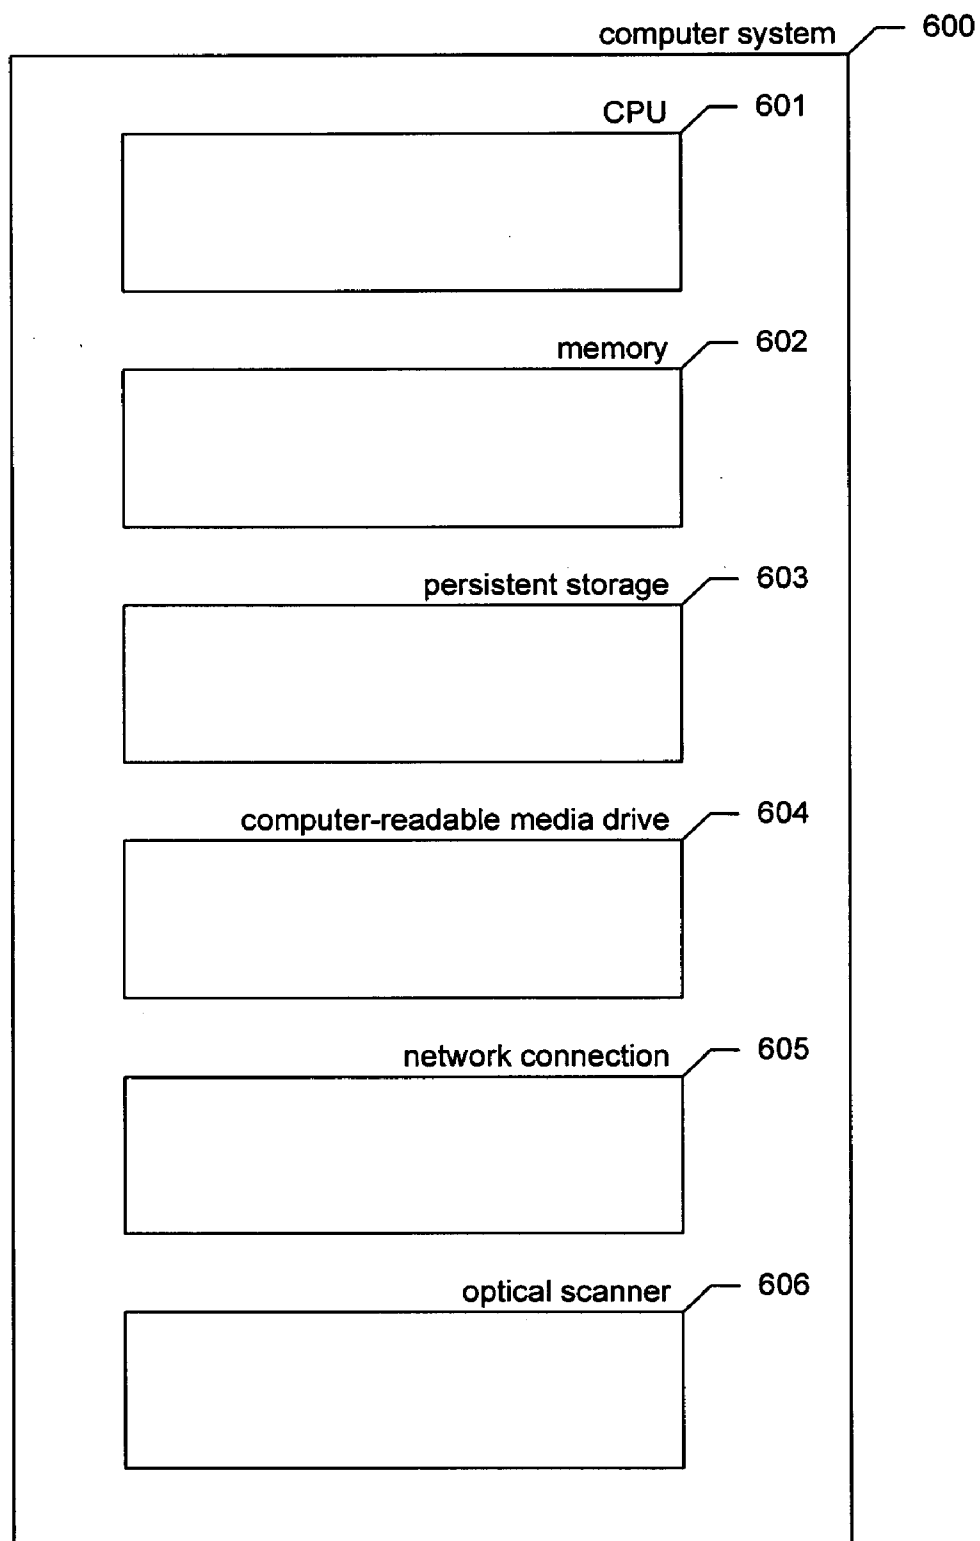 computer system 600
CPU 601
memory 602
persistent storage 603
computer-readable media drive 604
network connection 605
optical scanner 606